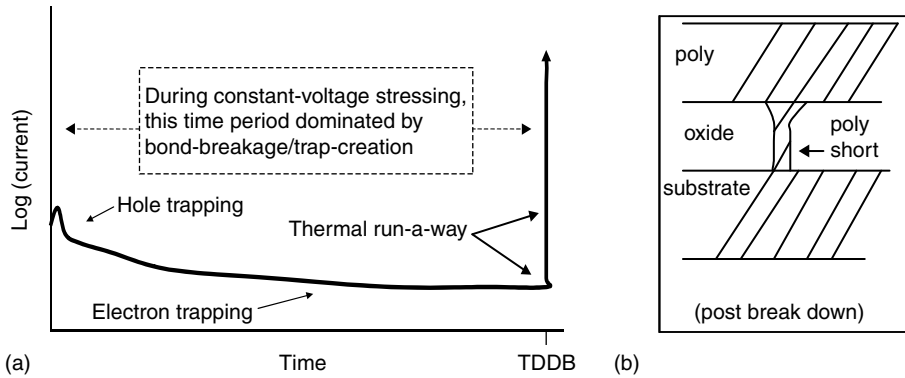 During constant-voltage stressing,
this time period dominated by
bond-breakage/trap-creation
Log (current)
Hole trapping
Thermal run-a-way
Electron trapping
(a)
Time
TDDB
poly
oxide
poly
short
substrate
(post break down)
(b)